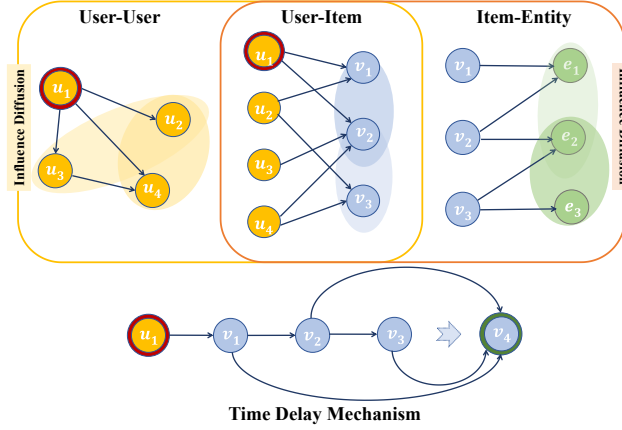 User-User
User-Item
Item-Entity
Influence Diffusion
u₁
u₂
u₃
u₄
u₁
v₁
u₂
v₂
u₃
v₃
u₄
v₁
e₁
v₂
e₂
v₃
e₃
u₁
v₁
v₂
v₃
v₄
Time Delay Mechanism